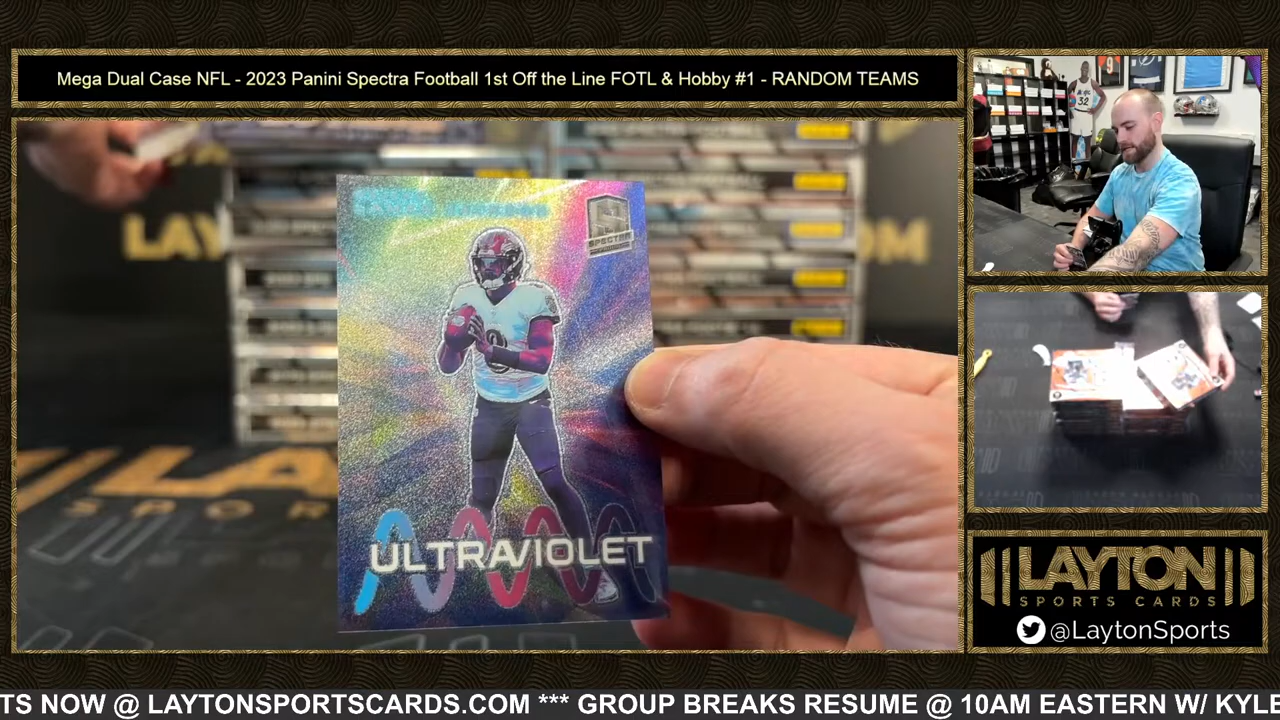 Mega Dual Case NFL - 2023 Panini Spectra Football 1st Off the Line FOTL & Hobby #1 - RANDOM TEAMS
SPECTRA
ULTRAVIOLET
LAYTON
SPORTS CARDS
@LaytonSports
TS NOW @ LAYTONSPORTSCARDS.COM *** GROUP BREAKS RESUME @ 10AM EASTERN W/ KYLE